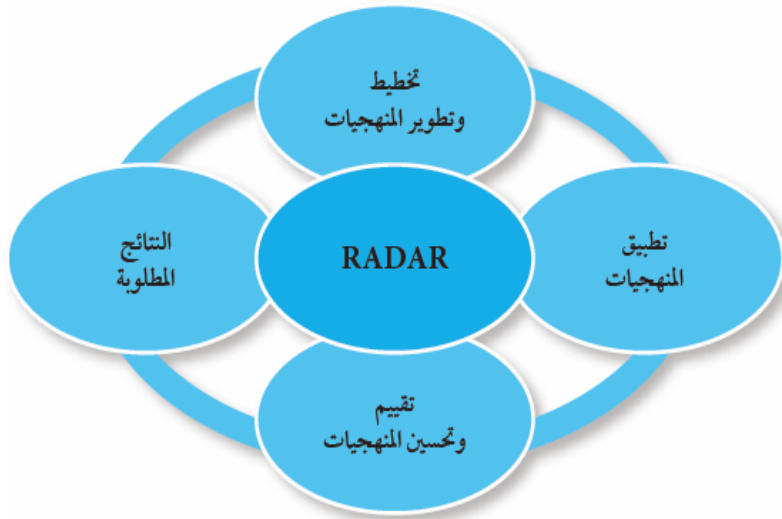 تخطيط
وتطوير المنهجيات
تطبيق
المنهجيات
RADAR
النتائج
المطلوبة
تقييم
وتحسين المنهجيات